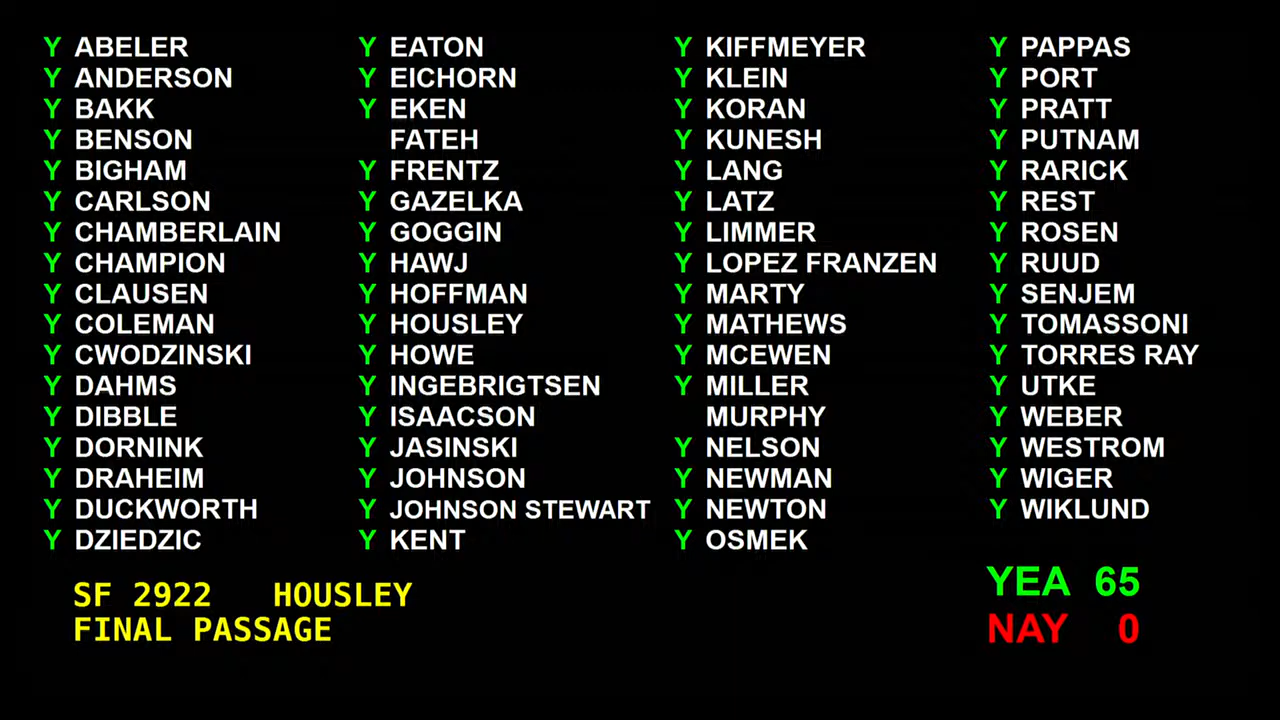 Y ABELER
Y ANDERSON
Y BAKK
Y BENSON
Y BIGHAM
Y CARLSON
Y CHAMBERLAIN
Y CHAMPION
Y CLAUSEN
Y COLEMAN
Y CWODZINSKI
Y DAHMS
Y DIBBLE
Y DORNINK
Y DRAHEIM
Y DUCKWORTH
Y DZIEDZIC
Y EATON
Y EICHORN
Y EKEN
FATEH
Y FRENTZ
Y GAZELKA
Y GOGGIN
Y HAWJ
Y HOFFMAN
Y HOUSLEY
Y HOWE
Y INGEBRIGTSEN
Y ISAACSON
Y JASINSKI
Y JOHNSON
Y JOHNSON STEWART
Y KENT
Y KIFFMEYER
Y KLEIN
Y KORAN
Y KUNESH
Y LANG
Y LATZ
Y LIMMER
Y LOPEZ FRANZEN
Y MARTY
Y MATHEWS
Y MCEWEN
Y MILLER
MURPHY
Y NELSON
Y NEWMAN
Y NEWTON
Y OSMEK
Y PAPPAS
Y PORT
Y PRATT
Y PUTNAM
Y RARICK
Y REST
Y ROSEN
Y RUUD
Y SENJEM
Y TOMASSONI
Y TORRES RAY
Y UTKE
Y WEBER
Y WESTROM
Y WIGER
Y WIKLUND
SF 2922 HOUSLEY
FINAL PASSAGE
YEA 65
NAY 0